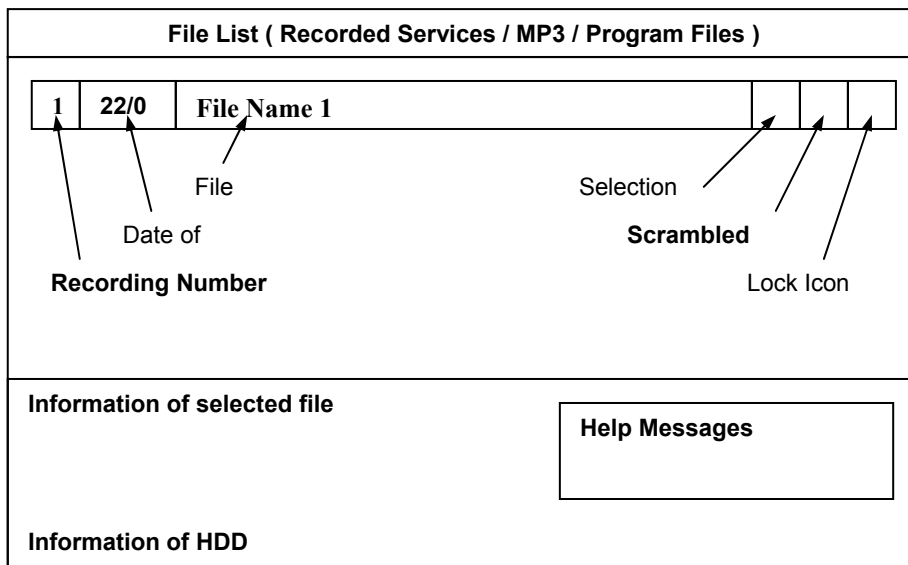 File List ( Recorded Services / MP3 / Program Files )
1 22/0 File Name 1
File Selection
Date of Scrambled
Recording Number Lock Icon
Information of selected file
Help Messages
Information of HDD